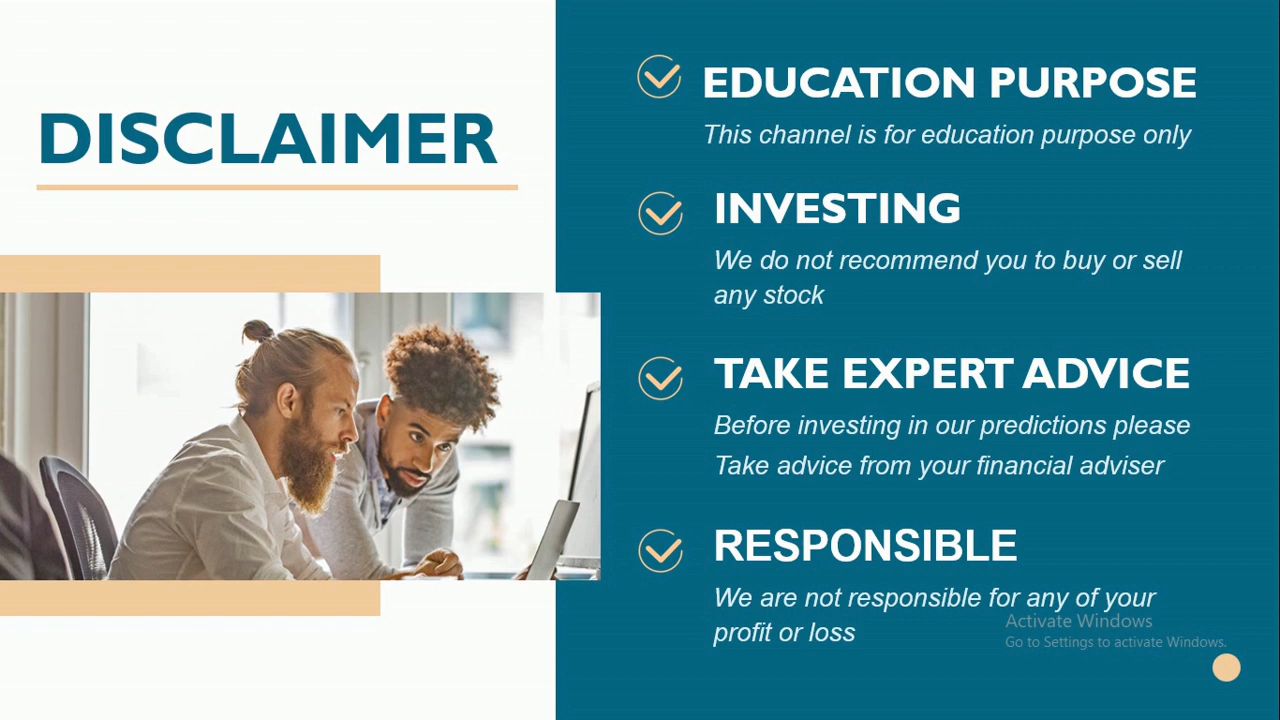 DISCLAIMER
EDUCATION PURPOSE
This channel is for education purpose only
INVESTING
We do not recommend you to buy or sell
any stock
TAKE EXPERT ADVICE
Before investing in our predictions please
Take advice from your financial adviser
RESPONSIBLE
We are not responsible for any of your
profit or loss
Activate Windows
Go to Settings to activate Windows.